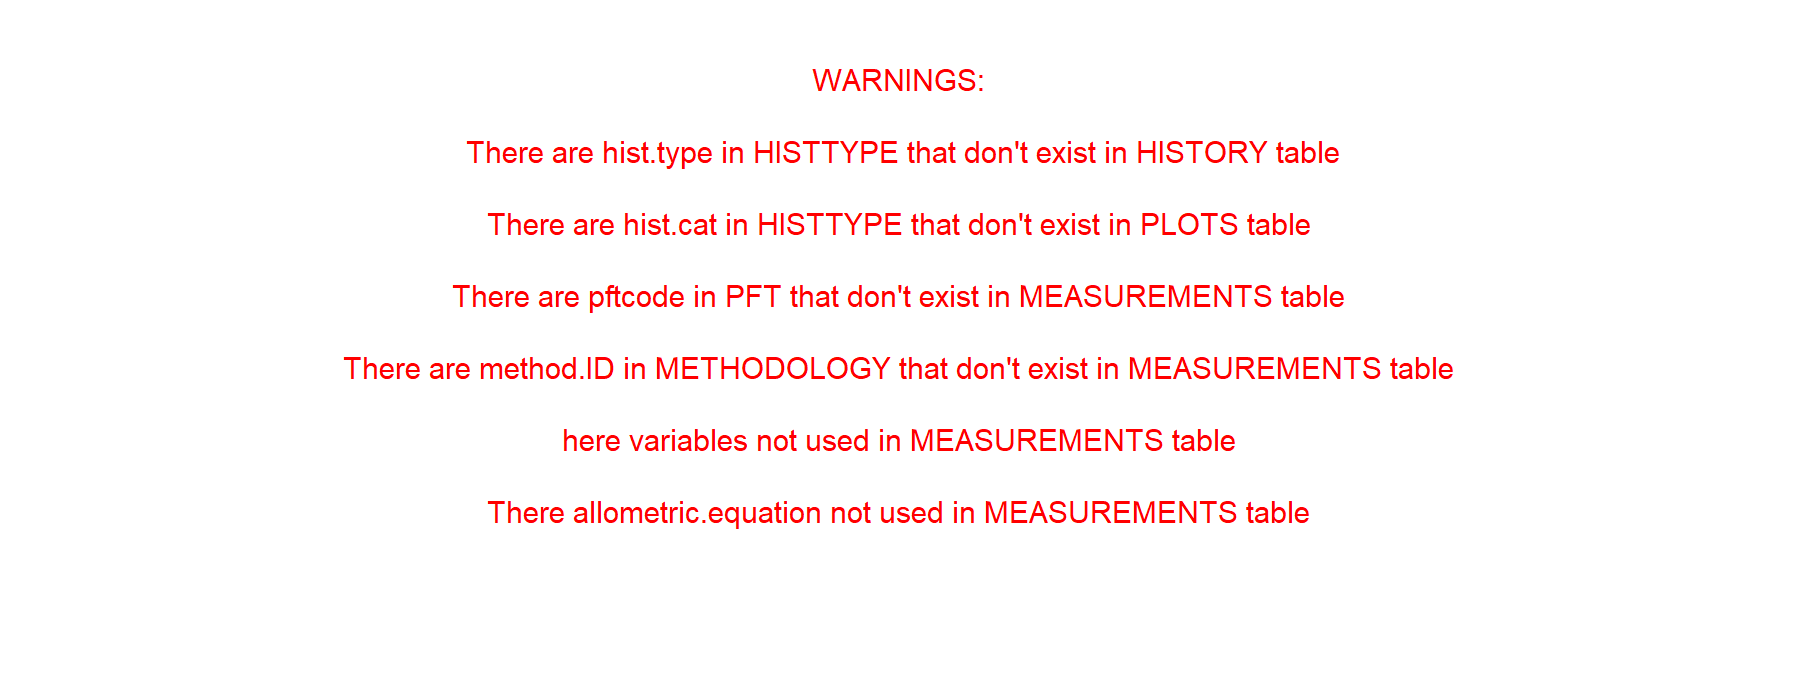 WARNINGS:
There are hist.type in HISTTYPE that don't exist in HISTORY table
There are hist.cat in HISTTYPE that don't exist in PLOTS table
There are pftcode in PFT that don't exist in MEASUREMENTS table
There are method.ID in METHODOLOGY that don't exist in MEASUREMENTS table
here variables not used in MEASUREMENTS table
There allometric.equation not used in MEASUREMENTS table